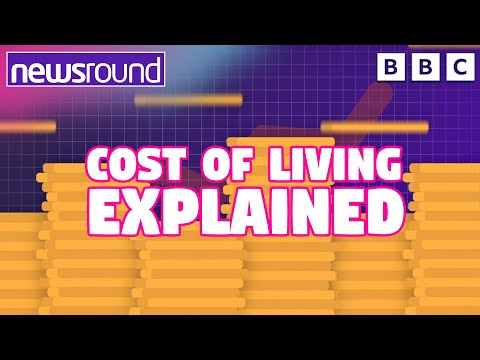 newsround
BBC
COST OF LIVING
EXPLAINED